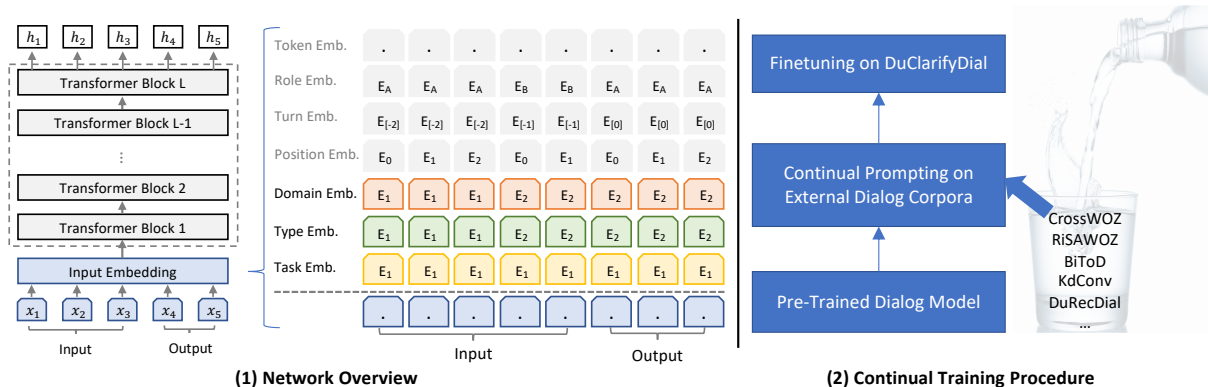 h1 h2 h3 h4 h5
Transformer Block L
Transformer Block L-1
⋮
Transformer Block 2
Transformer Block 1
Input Embedding
x1 x2 x3 x4 x5
Input Output
Token Emb. . . . . . . . .
Role Emb. EA EA EA EB EB EA EA EA
Turn Emb. E[-2] E[-2] E[-2] E[-1] E[-1] E[0] E[0] E[0]
Position Emb. E0 E1 E2 E0 E1 E0 E1 E2
Domain Emb. E1 E1 E1 E2 E2 E2 E2 E2
Type Emb. E1 E1 E1 E2 E2 E2 E2 E2
Task Emb. E1 E1 E1 E1 E1 E1 E1 E1
. . . . . . . .
Input Output
(1) Network Overview
Finetuning on DuClarifyDial
Continual Prompting on
External Dialog Corpora
Pre-Trained Dialog Model
CrossWOZ
RiSAWOZ
BiToD
KdConv
DuRecDial
...
(2) Continual Training Procedure